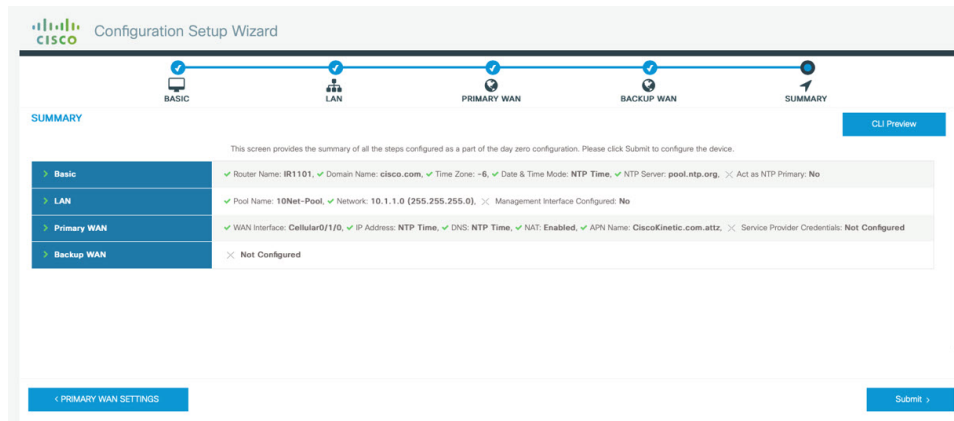 CISCO Configuration Setup Wizard
BASIC LAN PRIMARY WAN BACKUP WAN SUMMARY
SUMMARY
CLI Preview
This screen provides the summary of all the steps configured as a part of the day zero configuration. Please click Submit to configure the device.
> Basic ✔ Router Name: IR1101, ✔ Domain Name: cisco.com, ✔ Time Zone: -6, ✔ Date & Time Mode: NTP Time, ✔ NTP Server: pool.ntp.org, ✕ Act as NTP Primary: No
> LAN ✔ Pool Name: 10Net-Pool, ✔ Network: 10.1.1.0 (255.255.255.0), ✕ Management Interface Configured: No
> Primary WAN ✔ WAN Interface: Cellular0/1/0, ✔ IP Address: NTP Time, ✔ DNS: NTP Time, ✔ NAT: Enabled, ✔ APN Name: CiscoKinetic.com.attz, ✕ Service Provider Credentials: Not Configured
> Backup WAN ✕ Not Configured
< PRIMARY WAN SETTINGS
Submit >